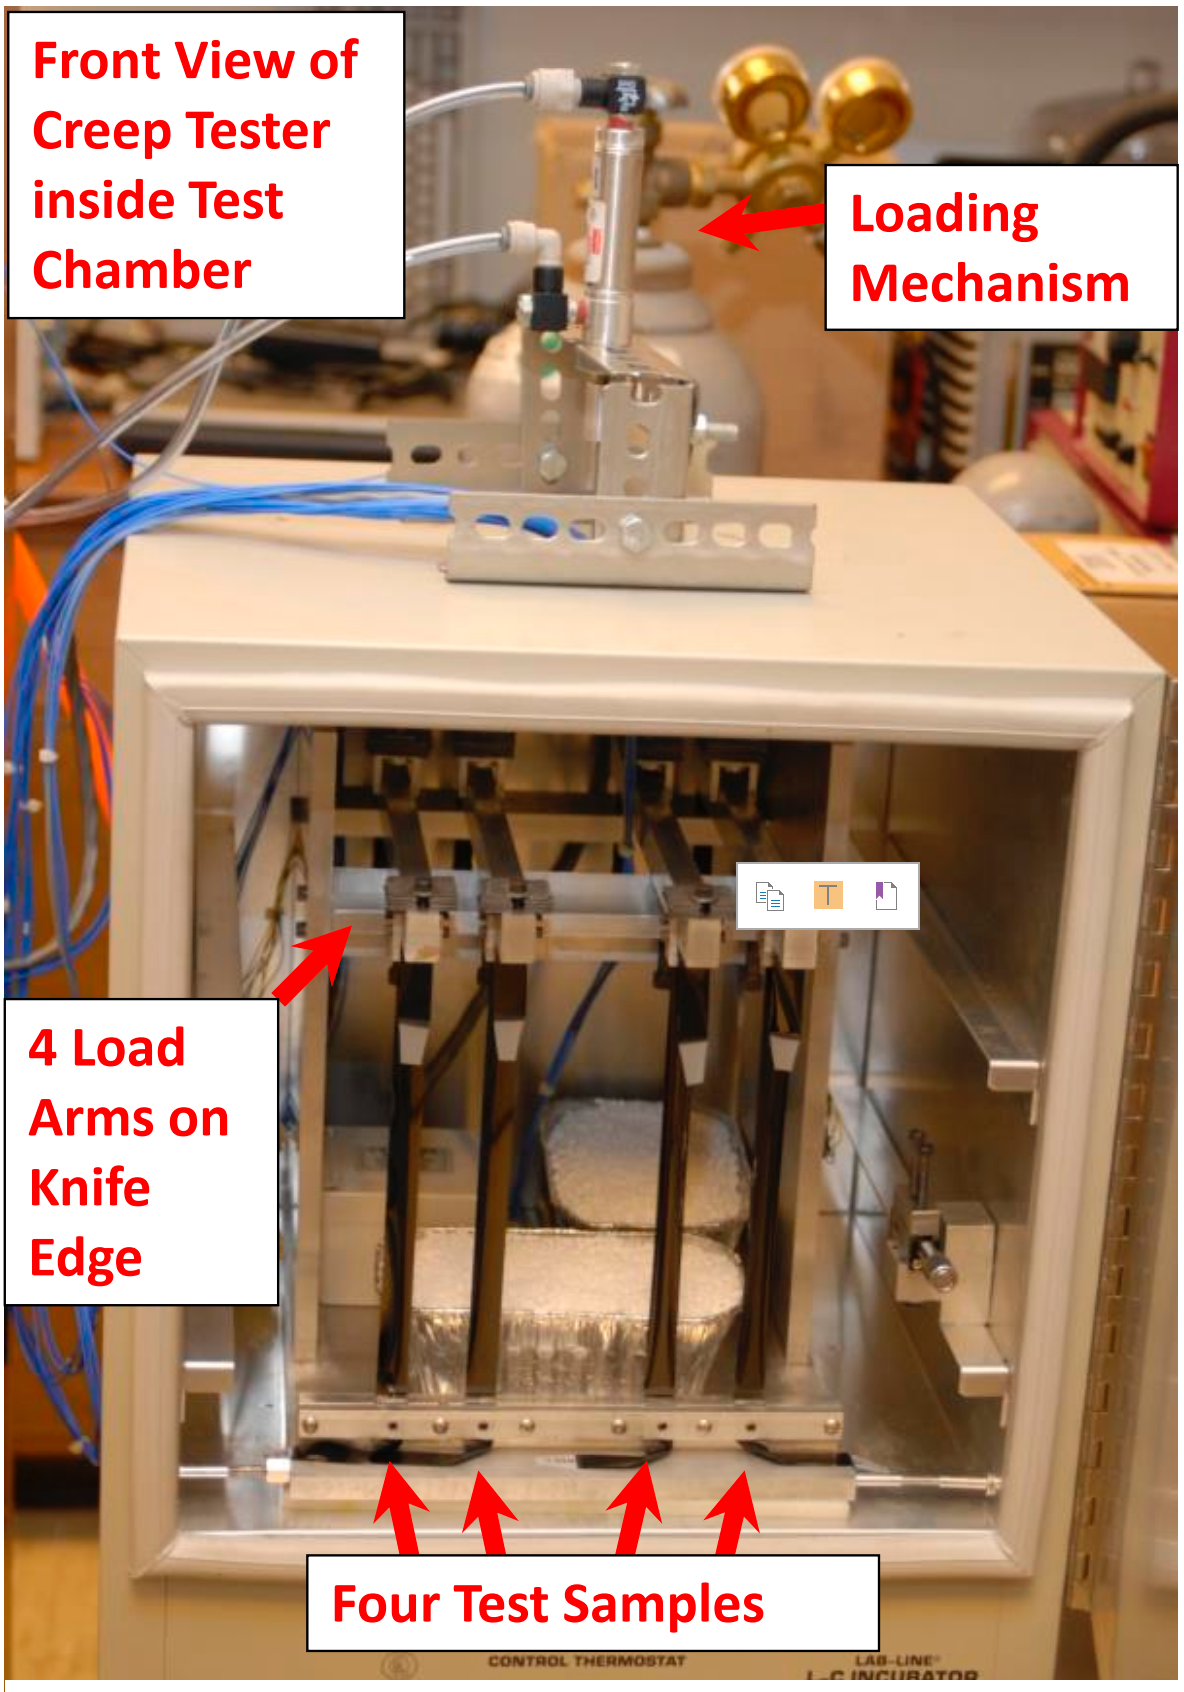 Front View of
Creep Tester
inside Test
Chamber
Loading
Mechanism
4 Load
Arms on
Knife
Edge
Four Test Samples
CONTROL THERMOSTAT
LAB-LINE®
L-C INCUBATOR